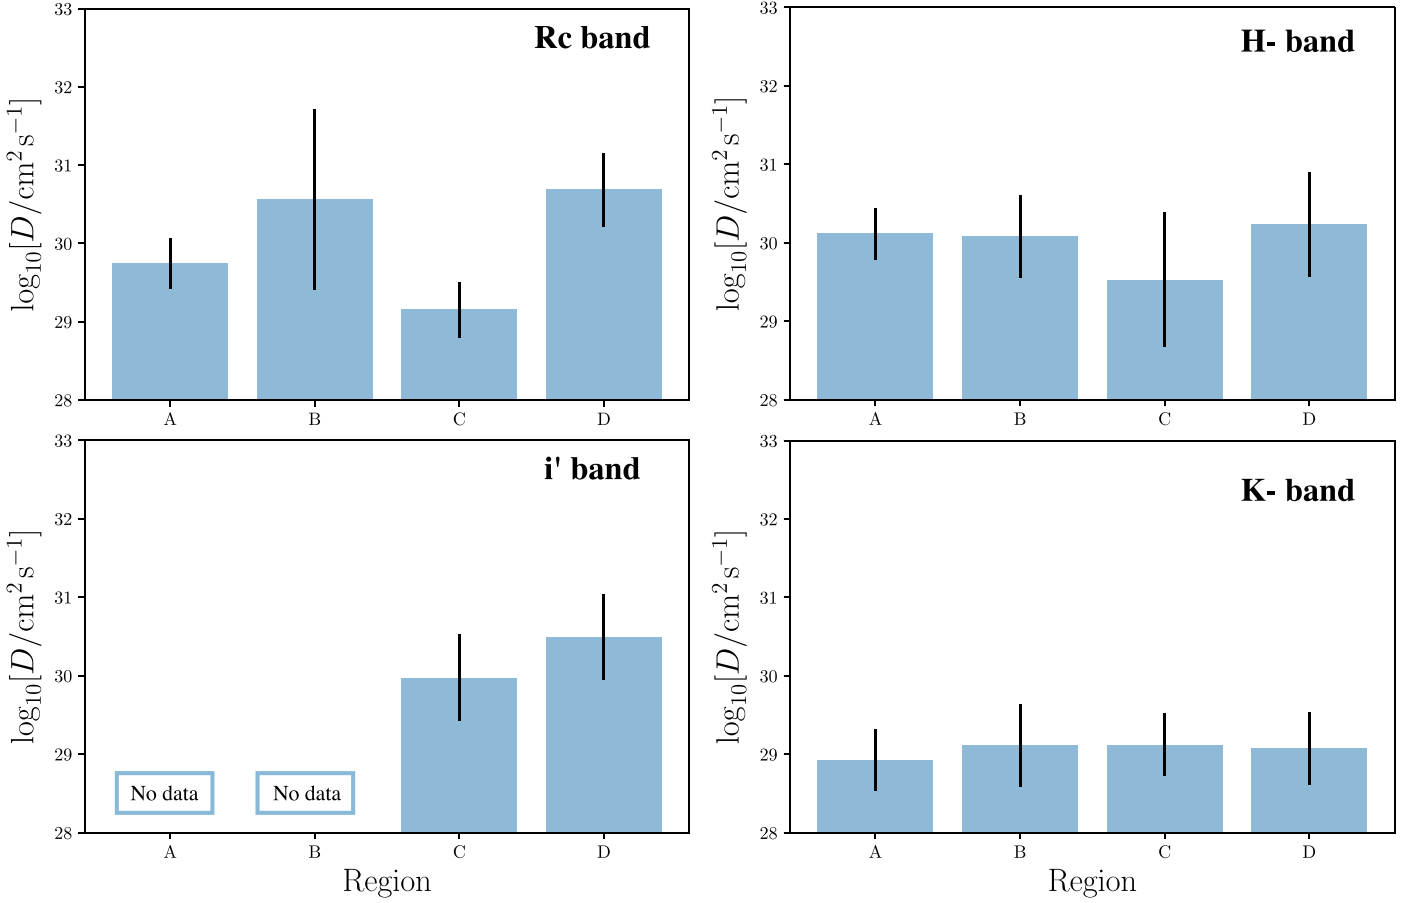 Rc band
33
32
31
30
29
28
log10[D/cm² s⁻¹]
A B C D
H- band
33
32
31
30
29
28
log10[D/cm² s⁻¹]
A B C D
i' band
33
32
31
30
29
28
log10[D/cm² s⁻¹]
No data No data
A B C D
Region
K- band
33
32
31
30
29
28
log10[D/cm² s⁻¹]
A B C D
Region